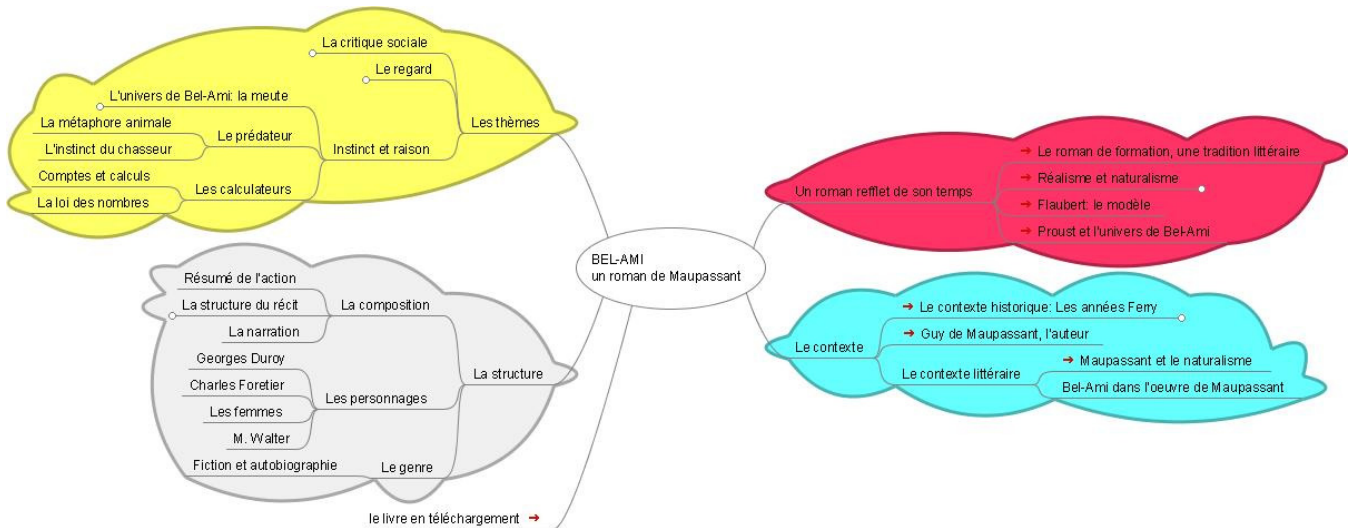 La critique sociale
Le regard
L'univers de Bel-Ami: la meute
La métaphore animale
Le prédateur
L'instinct du chasseur
Instinct et raison
Les thèmes
Comptes et calculs
Les calculateurs
La loi des nombres
BEL-AMI
un roman de Maupassant
Un roman refflet de son temps
Le roman de formation, une tradition littéraire
Réalisme et naturalisme
Flaubert: le modèle
Proust et l'univers de Bel-Ami
Le contexte
Le contexte historique: Les années Ferry
Guy de Maupassant, l'auteur
Le contexte littéraire
Maupassant et le naturalisme
Bel-Ami dans l'oeuvre de Maupassant
Résumé de l'action
La structure du récit
La composition
La narration
Georges Duroy
Charles Foretier
Les personnages
Les femmes
M. Walter
La structure
Fiction et autobiographie
Le genre
le livre en téléchargement